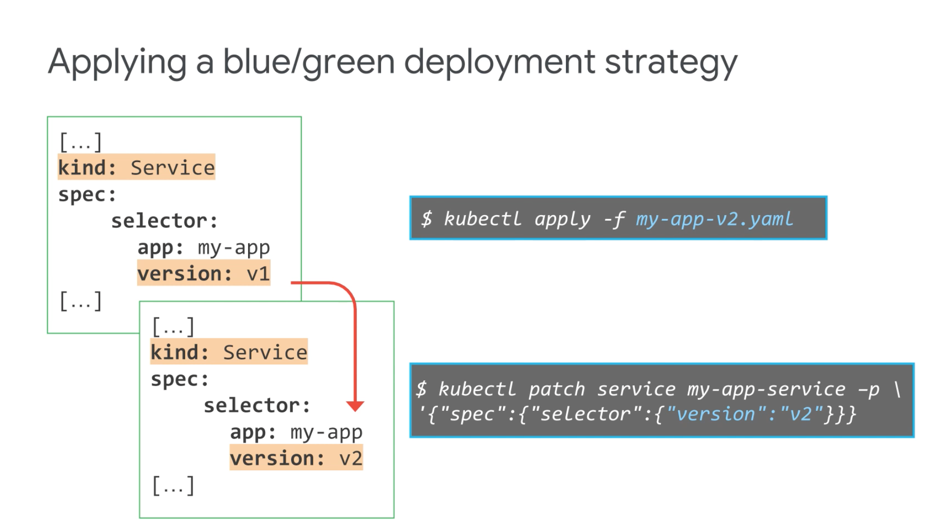 Applying a blue/green deployment strategy
[...]
kind: Service
spec:
selector:
app: my-app
version: v1
[...]
[...]
kind: Service
spec:
selector:
app: my-app
version: v2
[...]
$ kubectl apply -f my-app-v2.yaml
$ kubectl patch service my-app-service –p \
'{"spec":{"selector":{"version":"v2"}}}